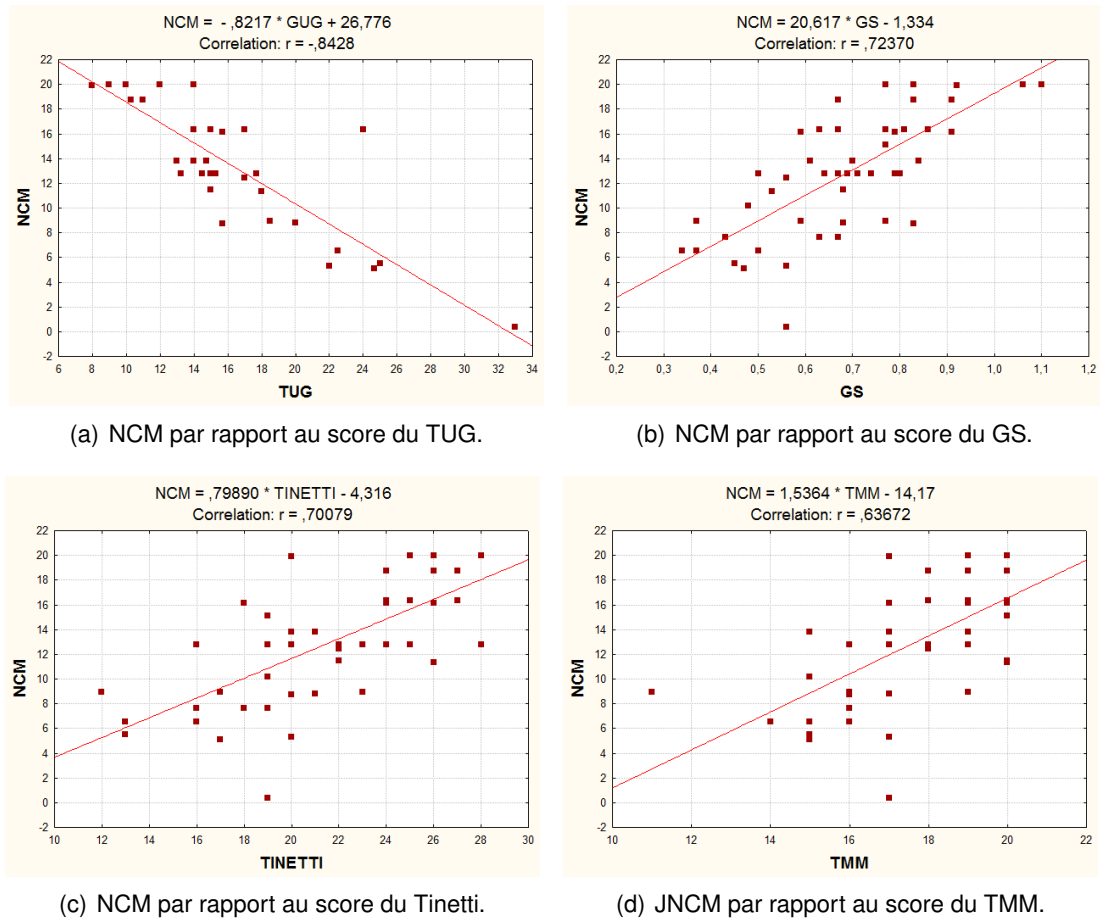 NCM = - ,8217 * GUG + 26,776
Correlation: r = -,8428
22
20
18
16
14
12
10
8
6
4
2
0
-2
NCM
6 8 10 12 14 16 18 20 22 24 26 28 30 32 34
TUG
(a) NCM par rapport au score du TUG.
NCM = 20,617 * GS - 1,334
Correlation: r = ,72370
22
20
18
16
14
12
10
8
6
4
2
0
-2
NCM
0,2 0,3 0,4 0,5 0,6 0,7 0,8 0,9 1,0 1,1 1,2
GS
(b) NCM par rapport au score du GS.
NCM = ,79890 * TINETTI - 4,316
Correlation: r = ,70079
22
20
18
16
14
12
10
8
6
4
2
0
-2
NCM
10 12 14 16 18 20 22 24 26 28 30
TINETTI
(c) NCM par rapport au score du Tinetti.
NCM = 1,5364 * TMM - 14,17
Correlation: r = ,63672
22
20
18
16
14
12
10
8
6
4
2
0
-2
NCM
10 12 14 16 18 20 22
TMM
(d) JNCM par rapport au score du TMM.